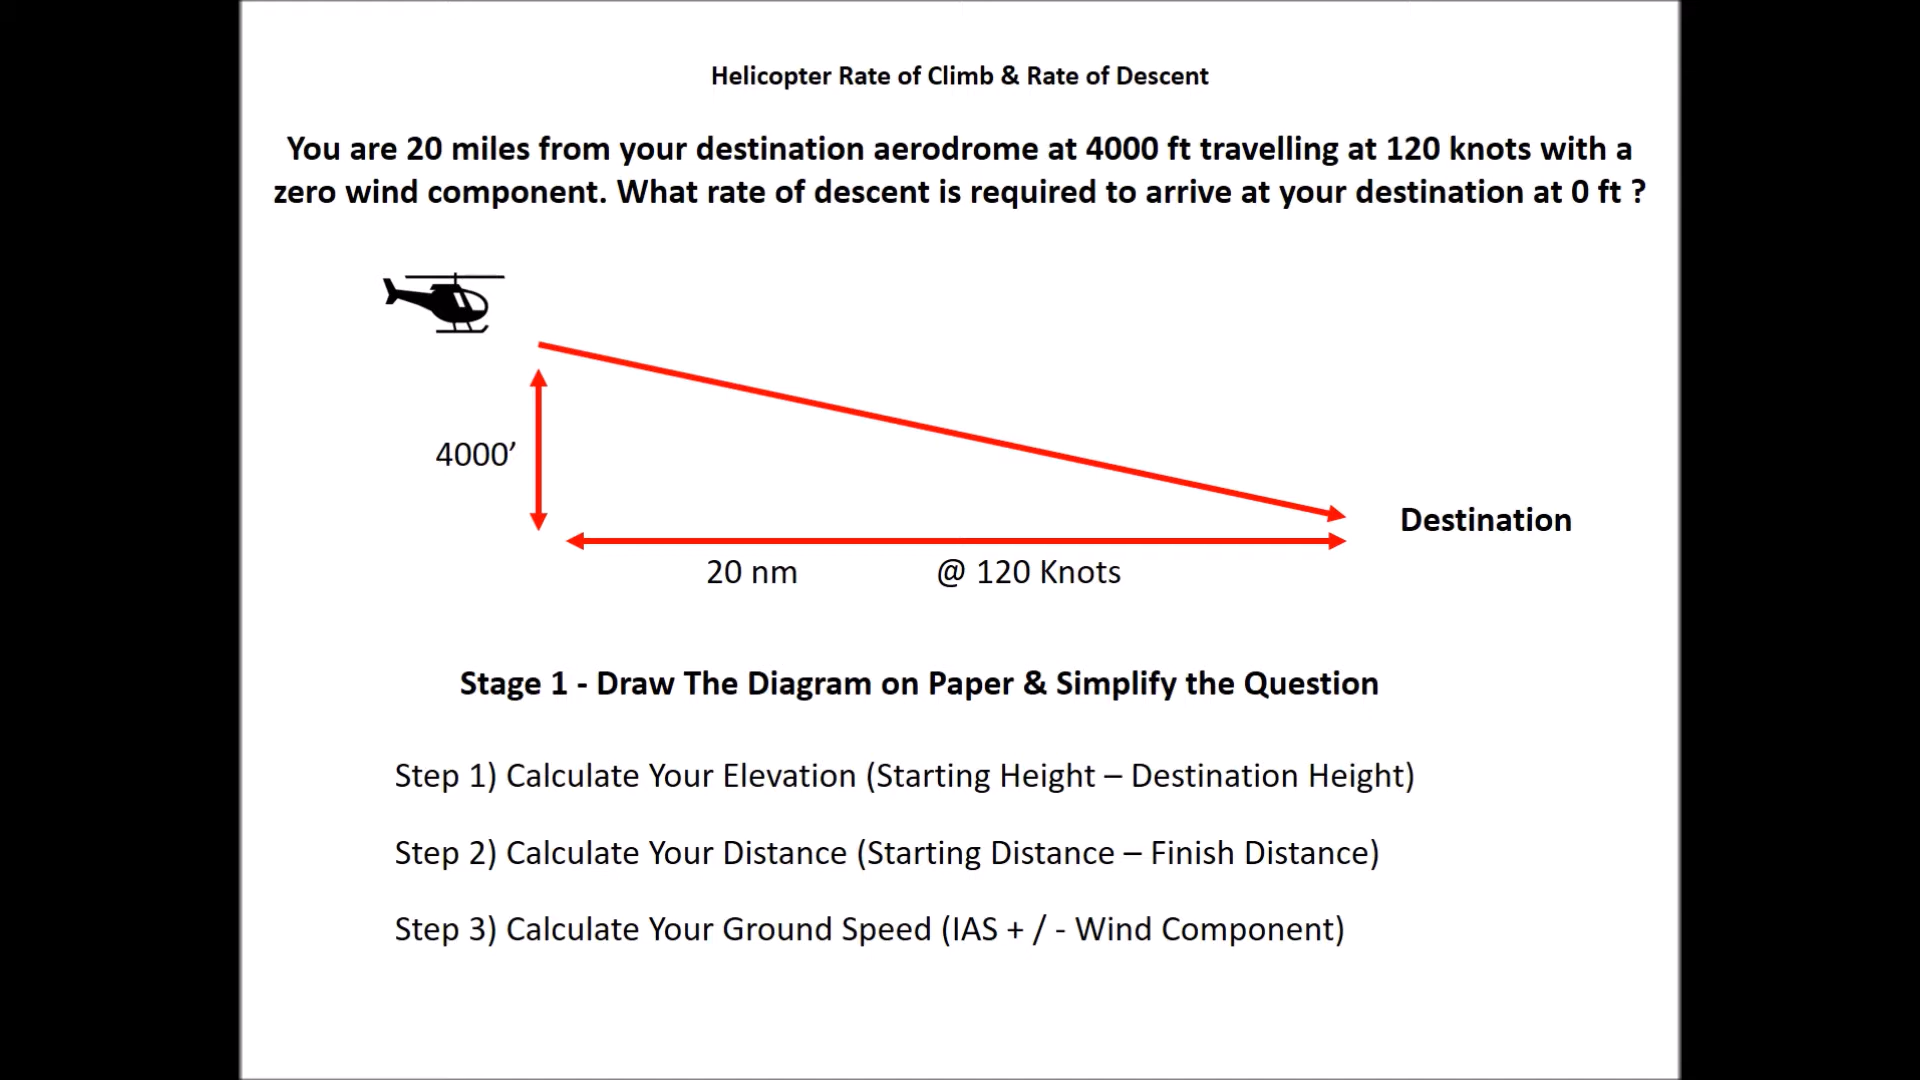 Helicopter Rate of Climb & Rate of Descent
You are 20 miles from your destination aerodrome at 4000 ft travelling at 120 knots with a
zero wind component. What rate of descent is required to arrive at your destination at 0 ft ?
4000’
Destination
20 nm @ 120 Knots
Stage 1 - Draw The Diagram on Paper & Simplify the Question
Step 1) Calculate Your Elevation (Starting Height – Destination Height)
Step 2) Calculate Your Distance (Starting Distance – Finish Distance)
Step 3) Calculate Your Ground Speed (IAS + / - Wind Component)